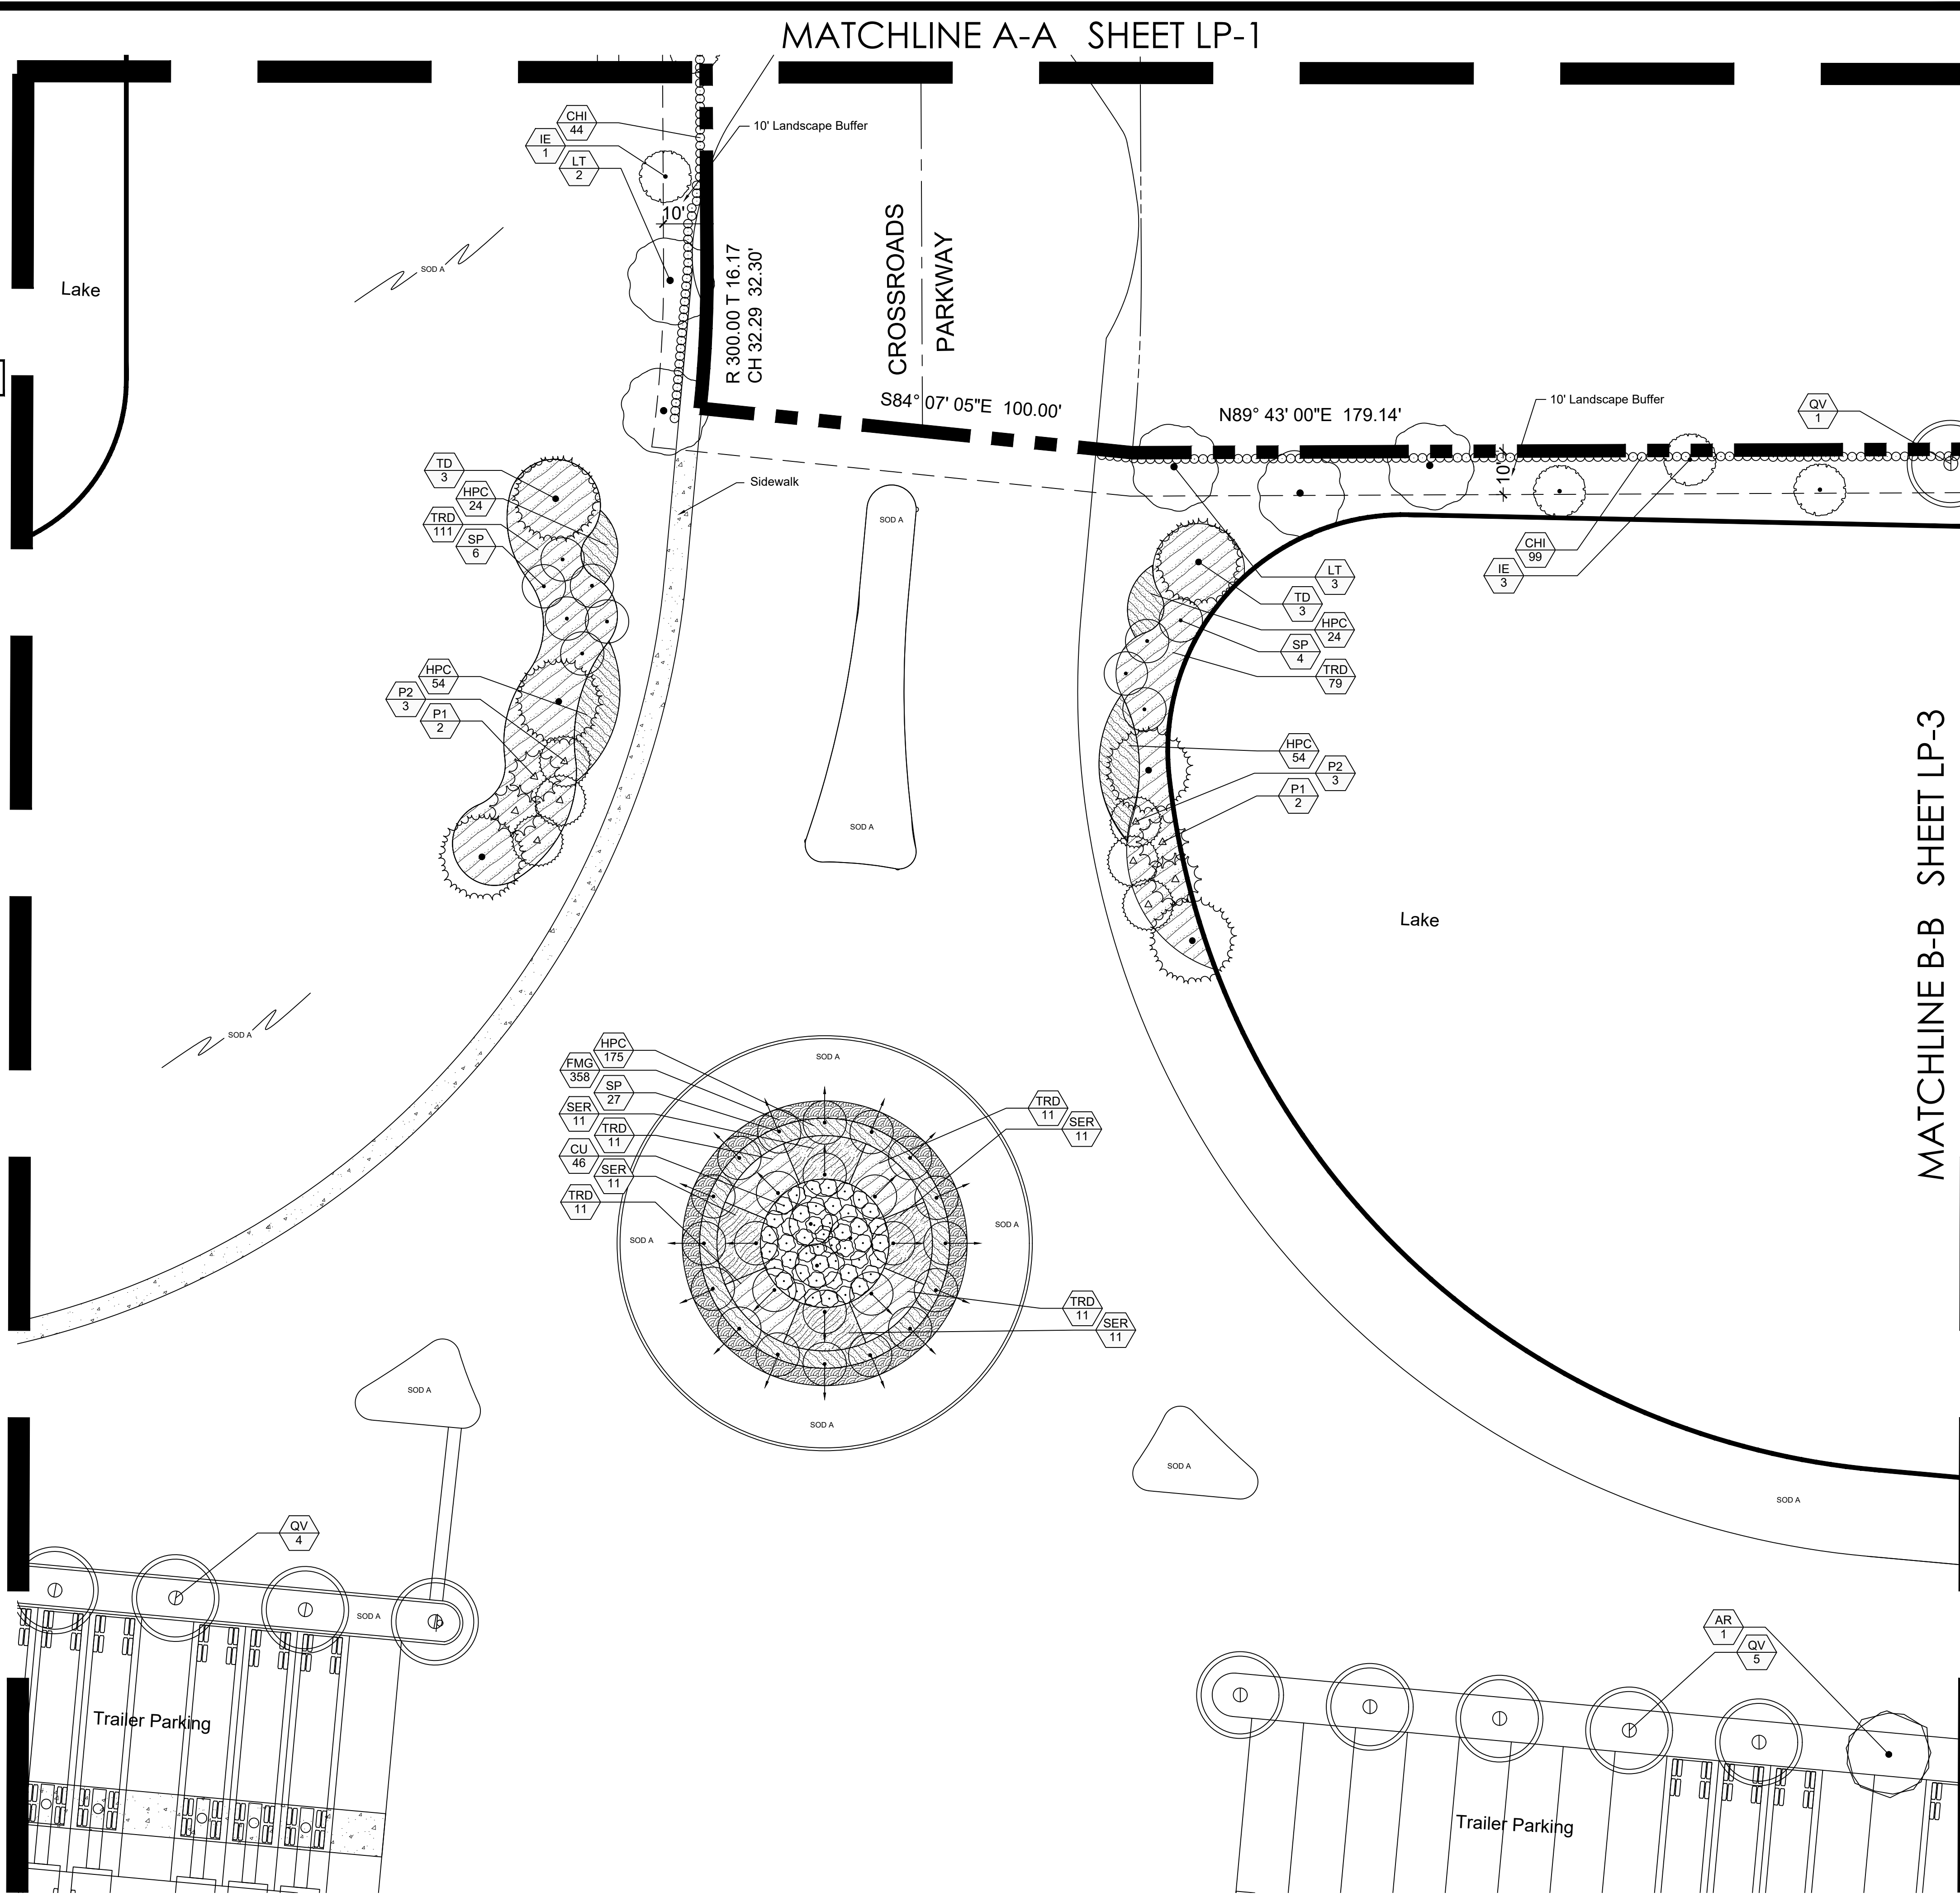 MATCHLINE A-A SHEET LP-1
CHI
44
IE
1
LT
2
10' Landscape Buffer
10'
Lake
SOD A
R 300.00 T 16.17
CH 32.29 32.30'
CROSSROADS
PARKWAY
S84° 07' 05"E 100.00'
N89° 43' 00"E 179.14'
10' Landscape Buffer
QV
1
10'
TD
3
HPC
24
TRD
111
SP
6
Sidewalk
SOD A
CHI
99
IE
3
LT
3
TD
3
HPC
24
SP
4
TRD
79
HPC
54
P2
3
P1
2
HPC
54
P2
3
P1
2
SOD A
Lake
MATCHLINE B-B SHEET LP-3
SOD A
HPC
175
FMG
358
SP
27
SER
11
TRD
11
CU
46
SER
11
TRD
11
SOD A
TRD
11
SER
11
SOD A
SOD A
TRD
11
SER
11
SOD A
SOD A
SOD A
SOD A
QV
4
SOD A
Trailer Parking
AR
1
QV
5
Trailer Parking